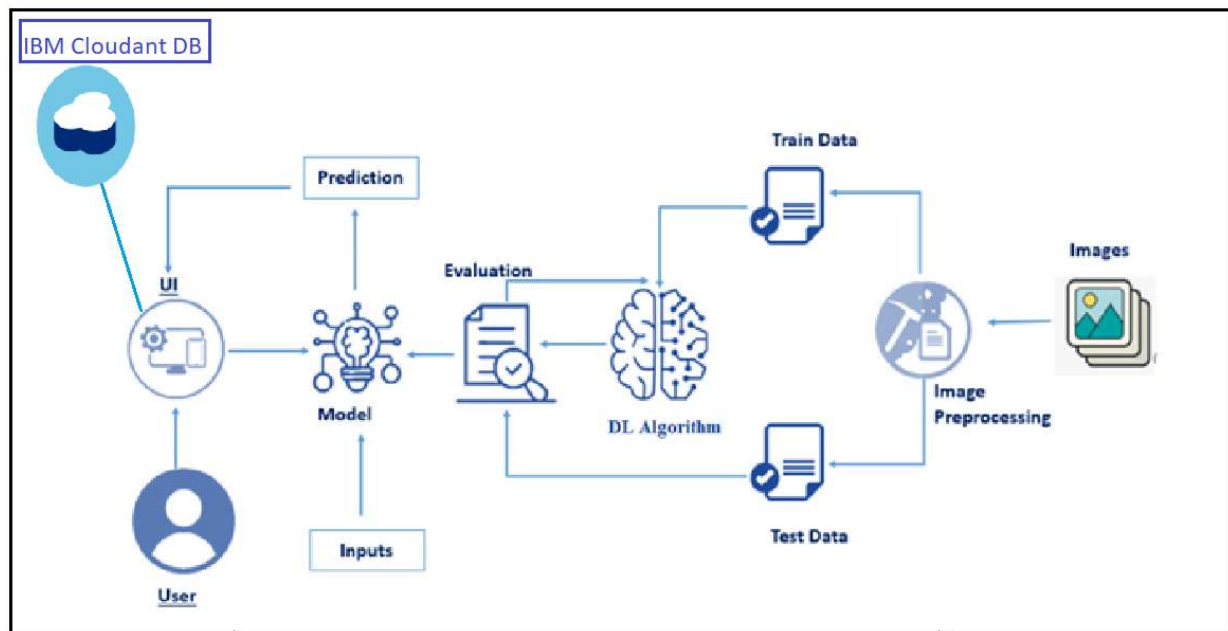 IBM Cloudant DB
Train Data
Prediction
Images
Evaluation
UI
Image
Preprocessing
Model
DL Algorithm
Test Data
Inputs
User